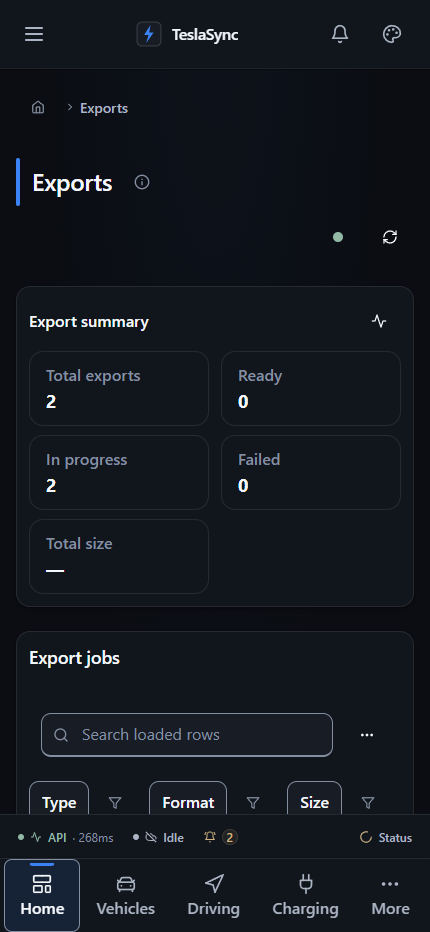 TeslaSync
Exports
Exports
Export summary
Total exports
2
Ready
0
In progress
2
Failed
0
Total size
—
Export jobs
Search loaded rows
Type
Format
Size
API · 268ms
Idle
2
Status
Home
Vehicles
Driving
Charging
More